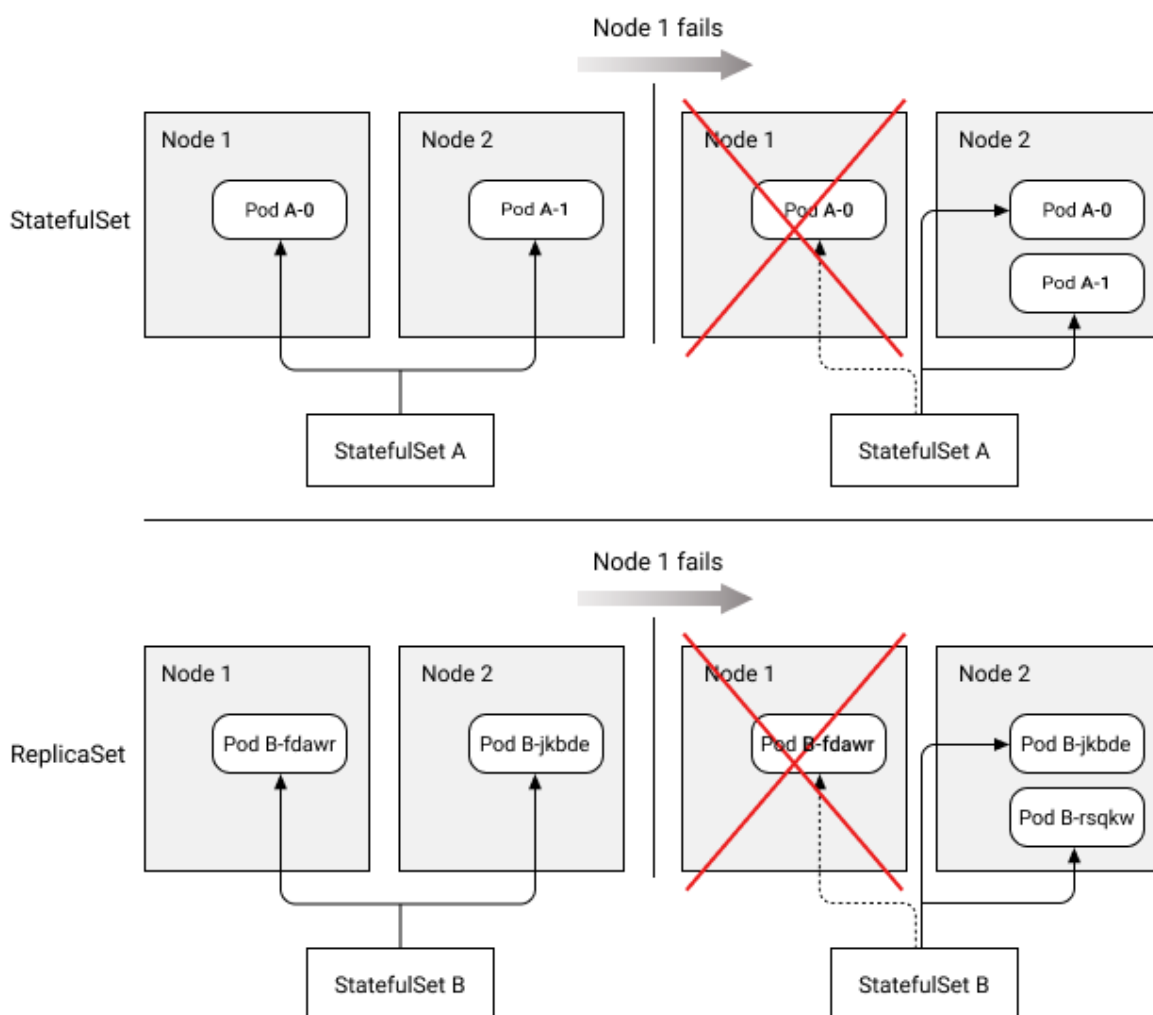 Node 1 fails
StatefulSet
Node 1
Node 2
Node 1
Node 2
Pod A-0
Pod A-1
Pod A-0
Pod A-0
Pod A-1
StatefulSet A
StatefulSet A
Node 1 fails
ReplicaSet
Node 1
Node 2
Node 1
Node 2
Pod B-fdawr
Pod B-jkbde
Pod B-fdawr
Pod B-jkbde
Pod B-rsqkw
StatefulSet B
StatefulSet B